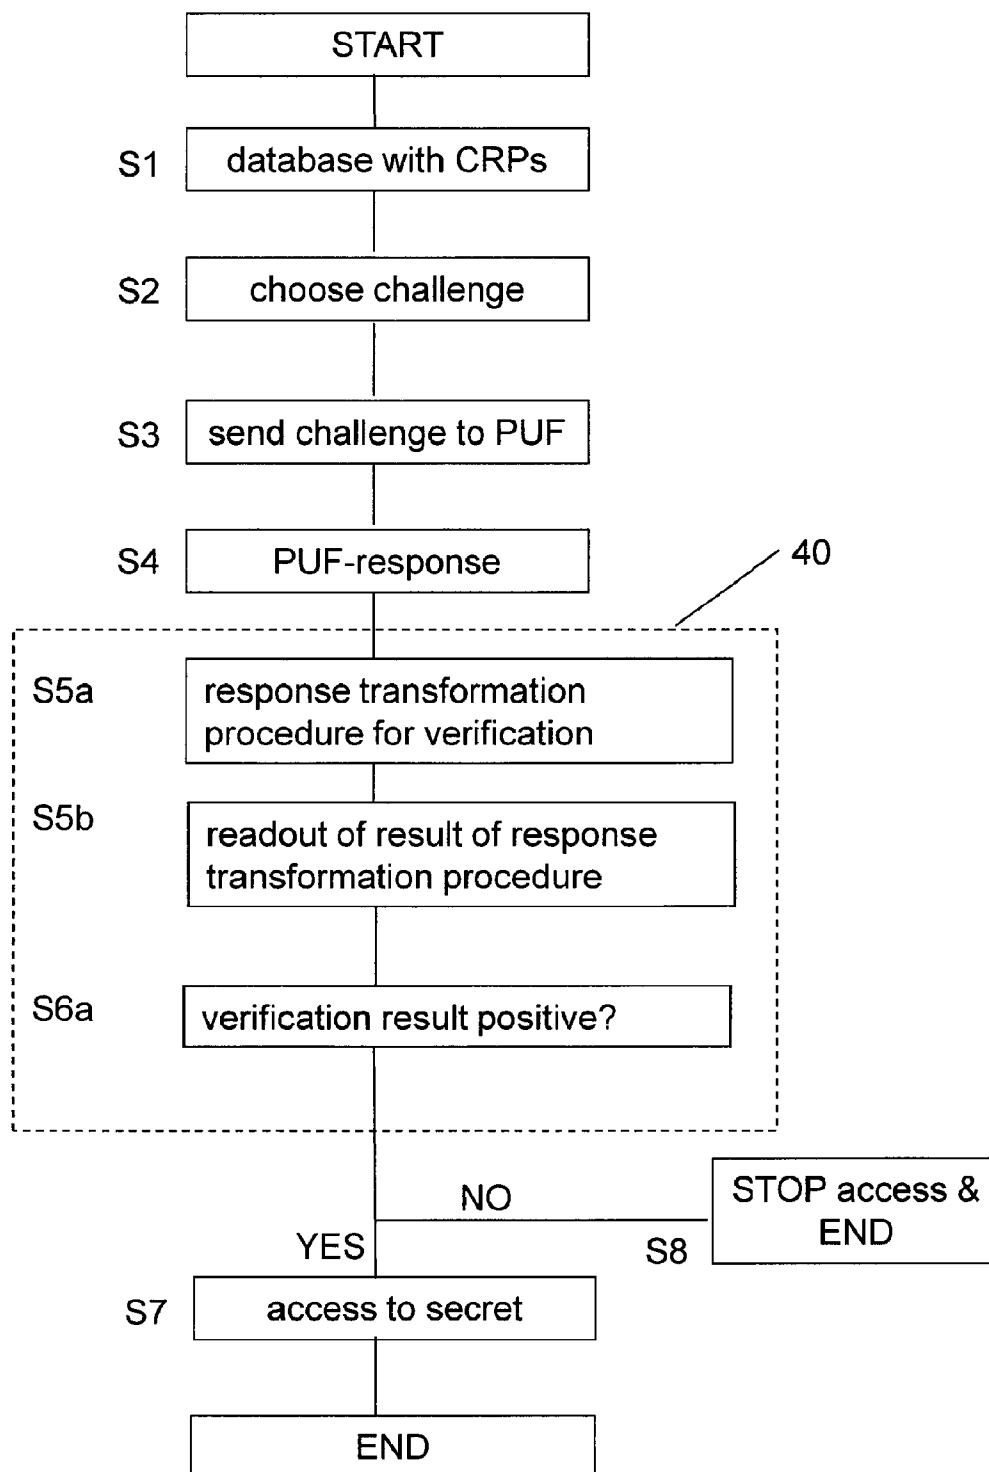 START
S1
database with CRPs
S2
choose challenge
S3
send challenge to PUF
S4
PUF-response
40
S5a
response transformation
procedure for verification
S5b
readout of result of response
transformation procedure
S6a
verification result positive?
NO
STOP access &
END
YES
S8
S7
access to secret
END